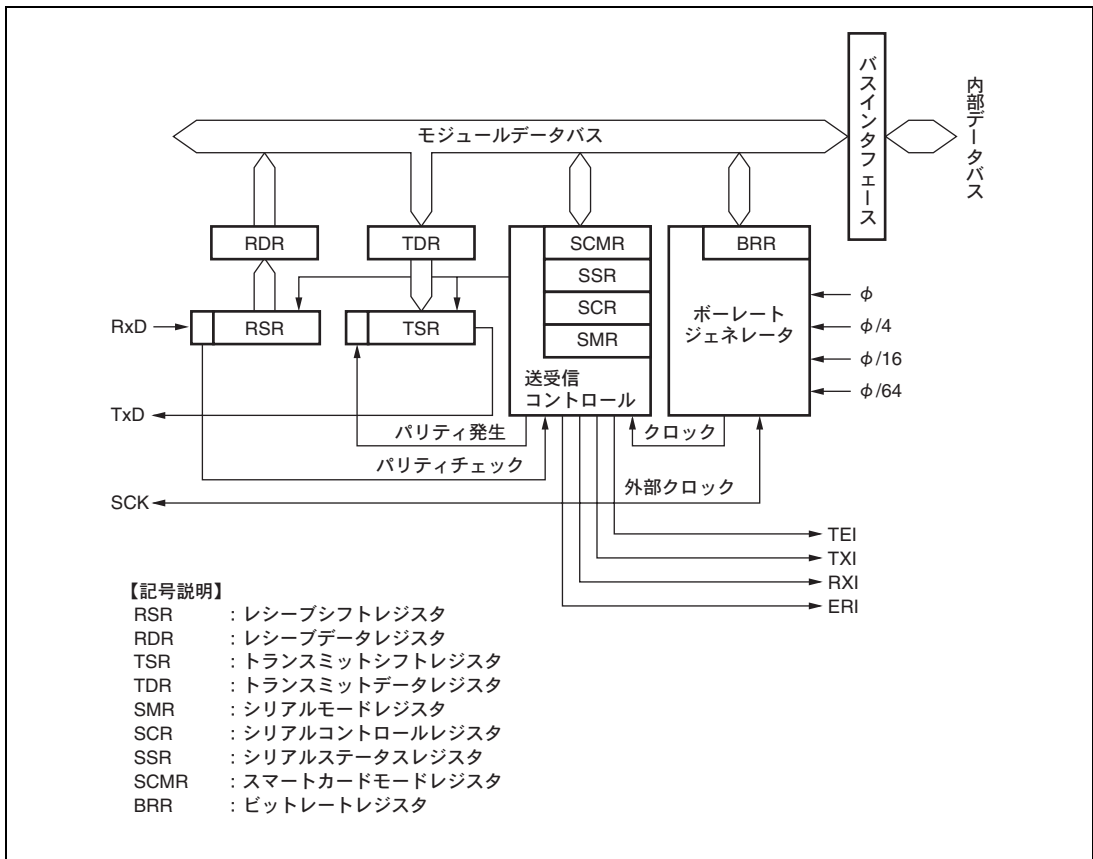 バスインタフェース
内部データバス
モジュールデータバス
RDR
TDR
SCMR
BRR
SSR
SCR
SMR
RxD
RSR
TSR
ボーレート
ジェネレータ
φ
φ/4
φ/16
φ/64
送受信
コントロール
TxD
パリティ発生
クロック
パリティチェック
外部クロック
SCK
TEI
TXI
RXI
ERI
【記号説明】
RSR : レシーブシフトレジスタ
RDR : レシーブデータレジスタ
TSR : トランスミットシフトレジスタ
TDR : トランスミットデータレジスタ
SMR : シリアルモードレジスタ
SCR : シリアルコントロールレジスタ
SSR : シリアルステータスレジスタ
SCMR : スマートカードモードレジスタ
BRR : ビットレートレジスタ